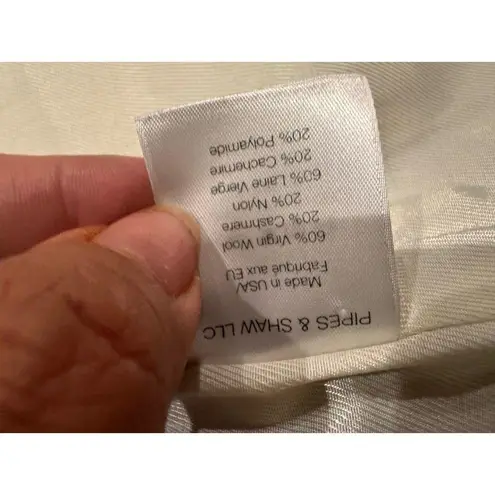 PIPES & SHAW LLC
Made in USA/
Fabriqué aux EU
60% Virgin Wool
20% Cashmere
20% Nylon
60% Laine Vierge
20% Cachemire
20% Polyamide